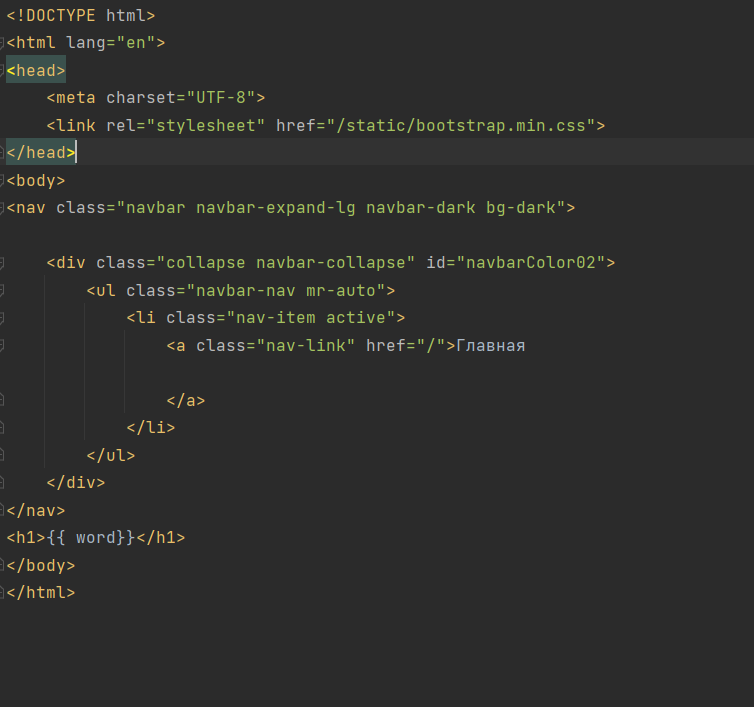 <!DOCTYPE html>
<html lang="en">
<head>
    <meta charset="UTF-8">
    <link rel="stylesheet" href="/static/bootstrap.min.css">
</head>
<body>
<nav class="navbar navbar-expand-lg navbar-dark bg-dark">
    <div class="collapse navbar-collapse" id="navbarColor02">
        <ul class="navbar-nav mr-auto">
            <li class="nav-item active">
                <a class="nav-link" href="/">Главная
                </a>
            </li>
        </ul>
    </div>
</nav>
<h1>{{ word}}</h1>
</body>
</html>